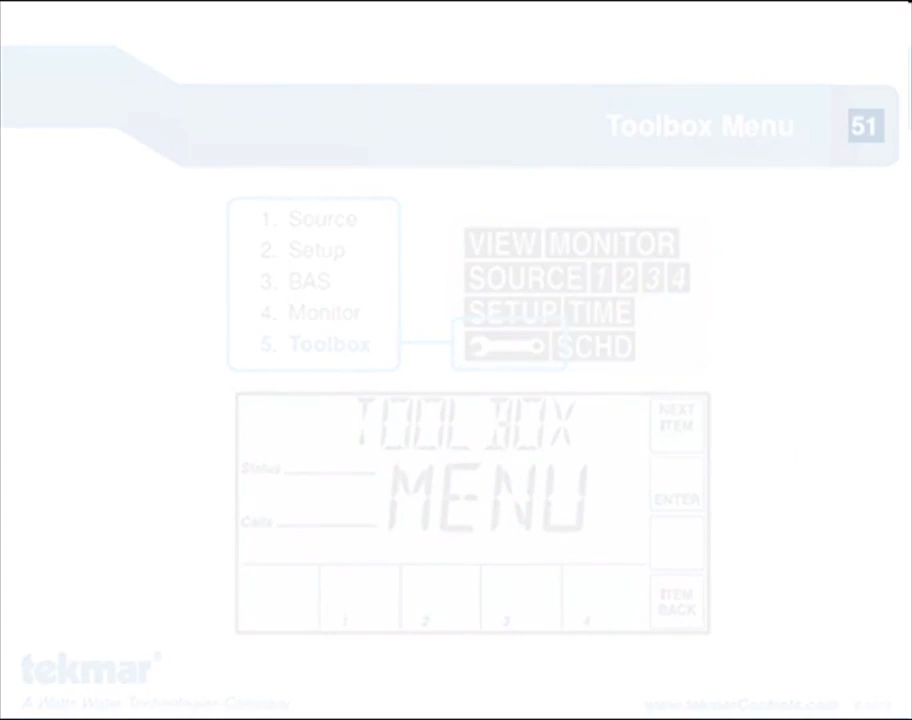 Toolbox Menu 51
1. Source
2. Setup
3. BAS
4. Monitor
5. Toolbox
VIEW MONITOR
SOURCE 1 2 3 4
SETUP TIME
SCHD
TOOLBOX
MENU
Status
Calls
NEXT
ITEM
ENTER
ITEM
BACK
1 2 3 4
tekmar®
A Watts Water Technologies Company
www.tekmarControls.com